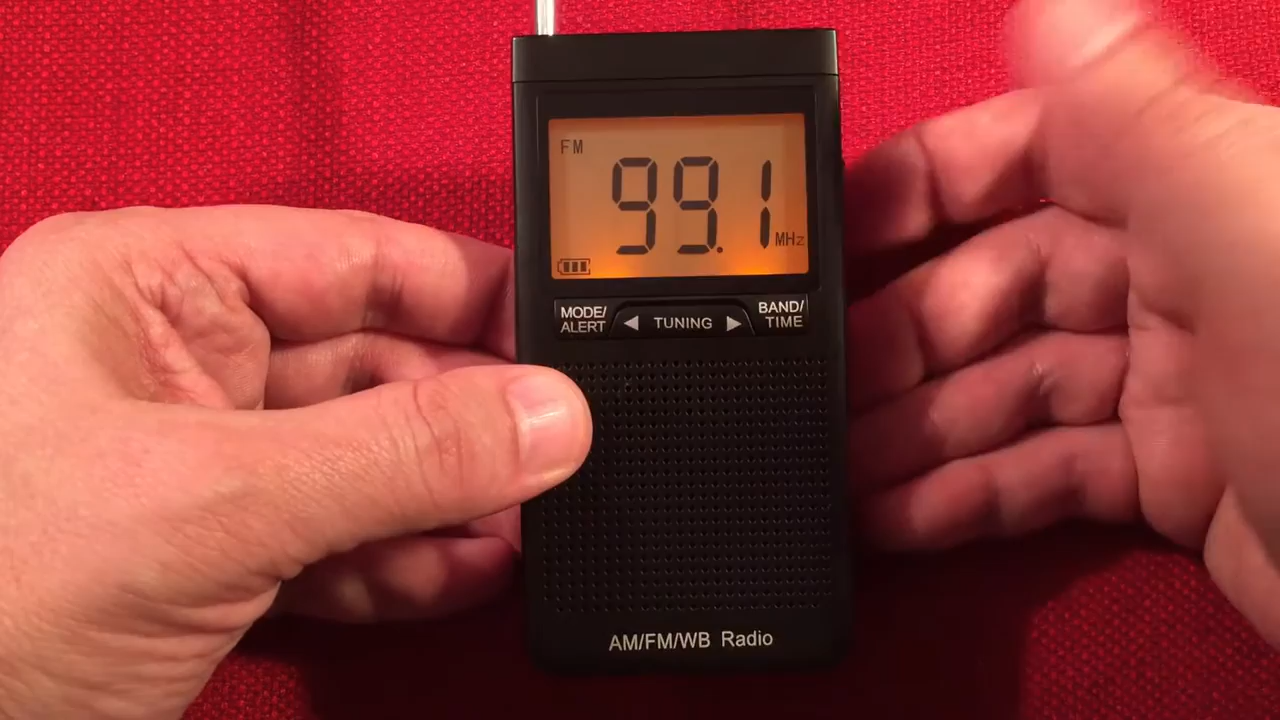 FM
99.1 MHz
MODE/
ALERT
◀ TUNING ▶
BAND/
TIME
AM/FM/WB Radio